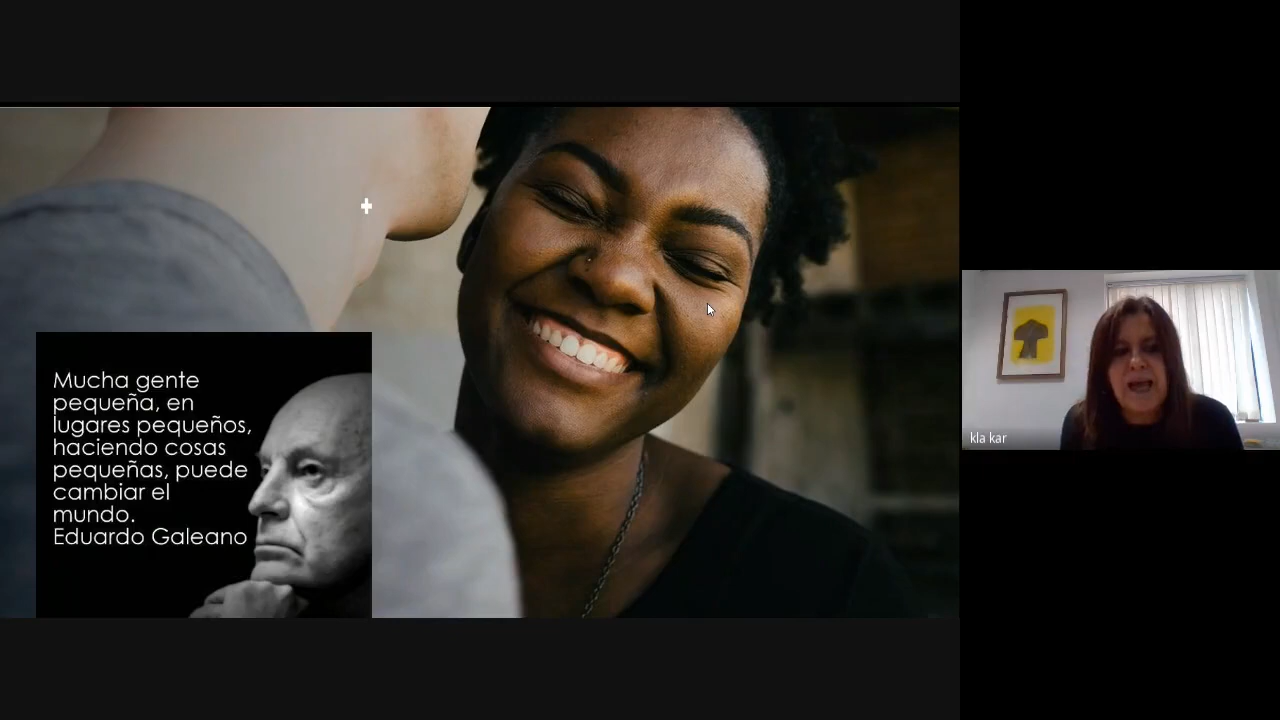 Mucha gente
pequeña, en
lugares pequeños,
haciendo cosas
pequeñas, puede
cambiar el
mundo.
Eduardo Galeano
kla kar